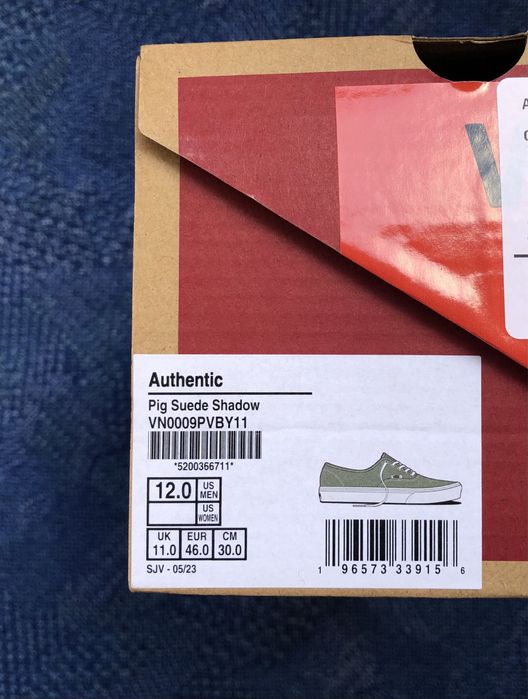 Authentic
Pig Suede Shadow
VN0009PVBY11
*5200366711*
12.0 US MEN
US WOMEN
UK EUR CM
11.0 46.0 30.0
SJV - 05/23
1 96573 33915 6